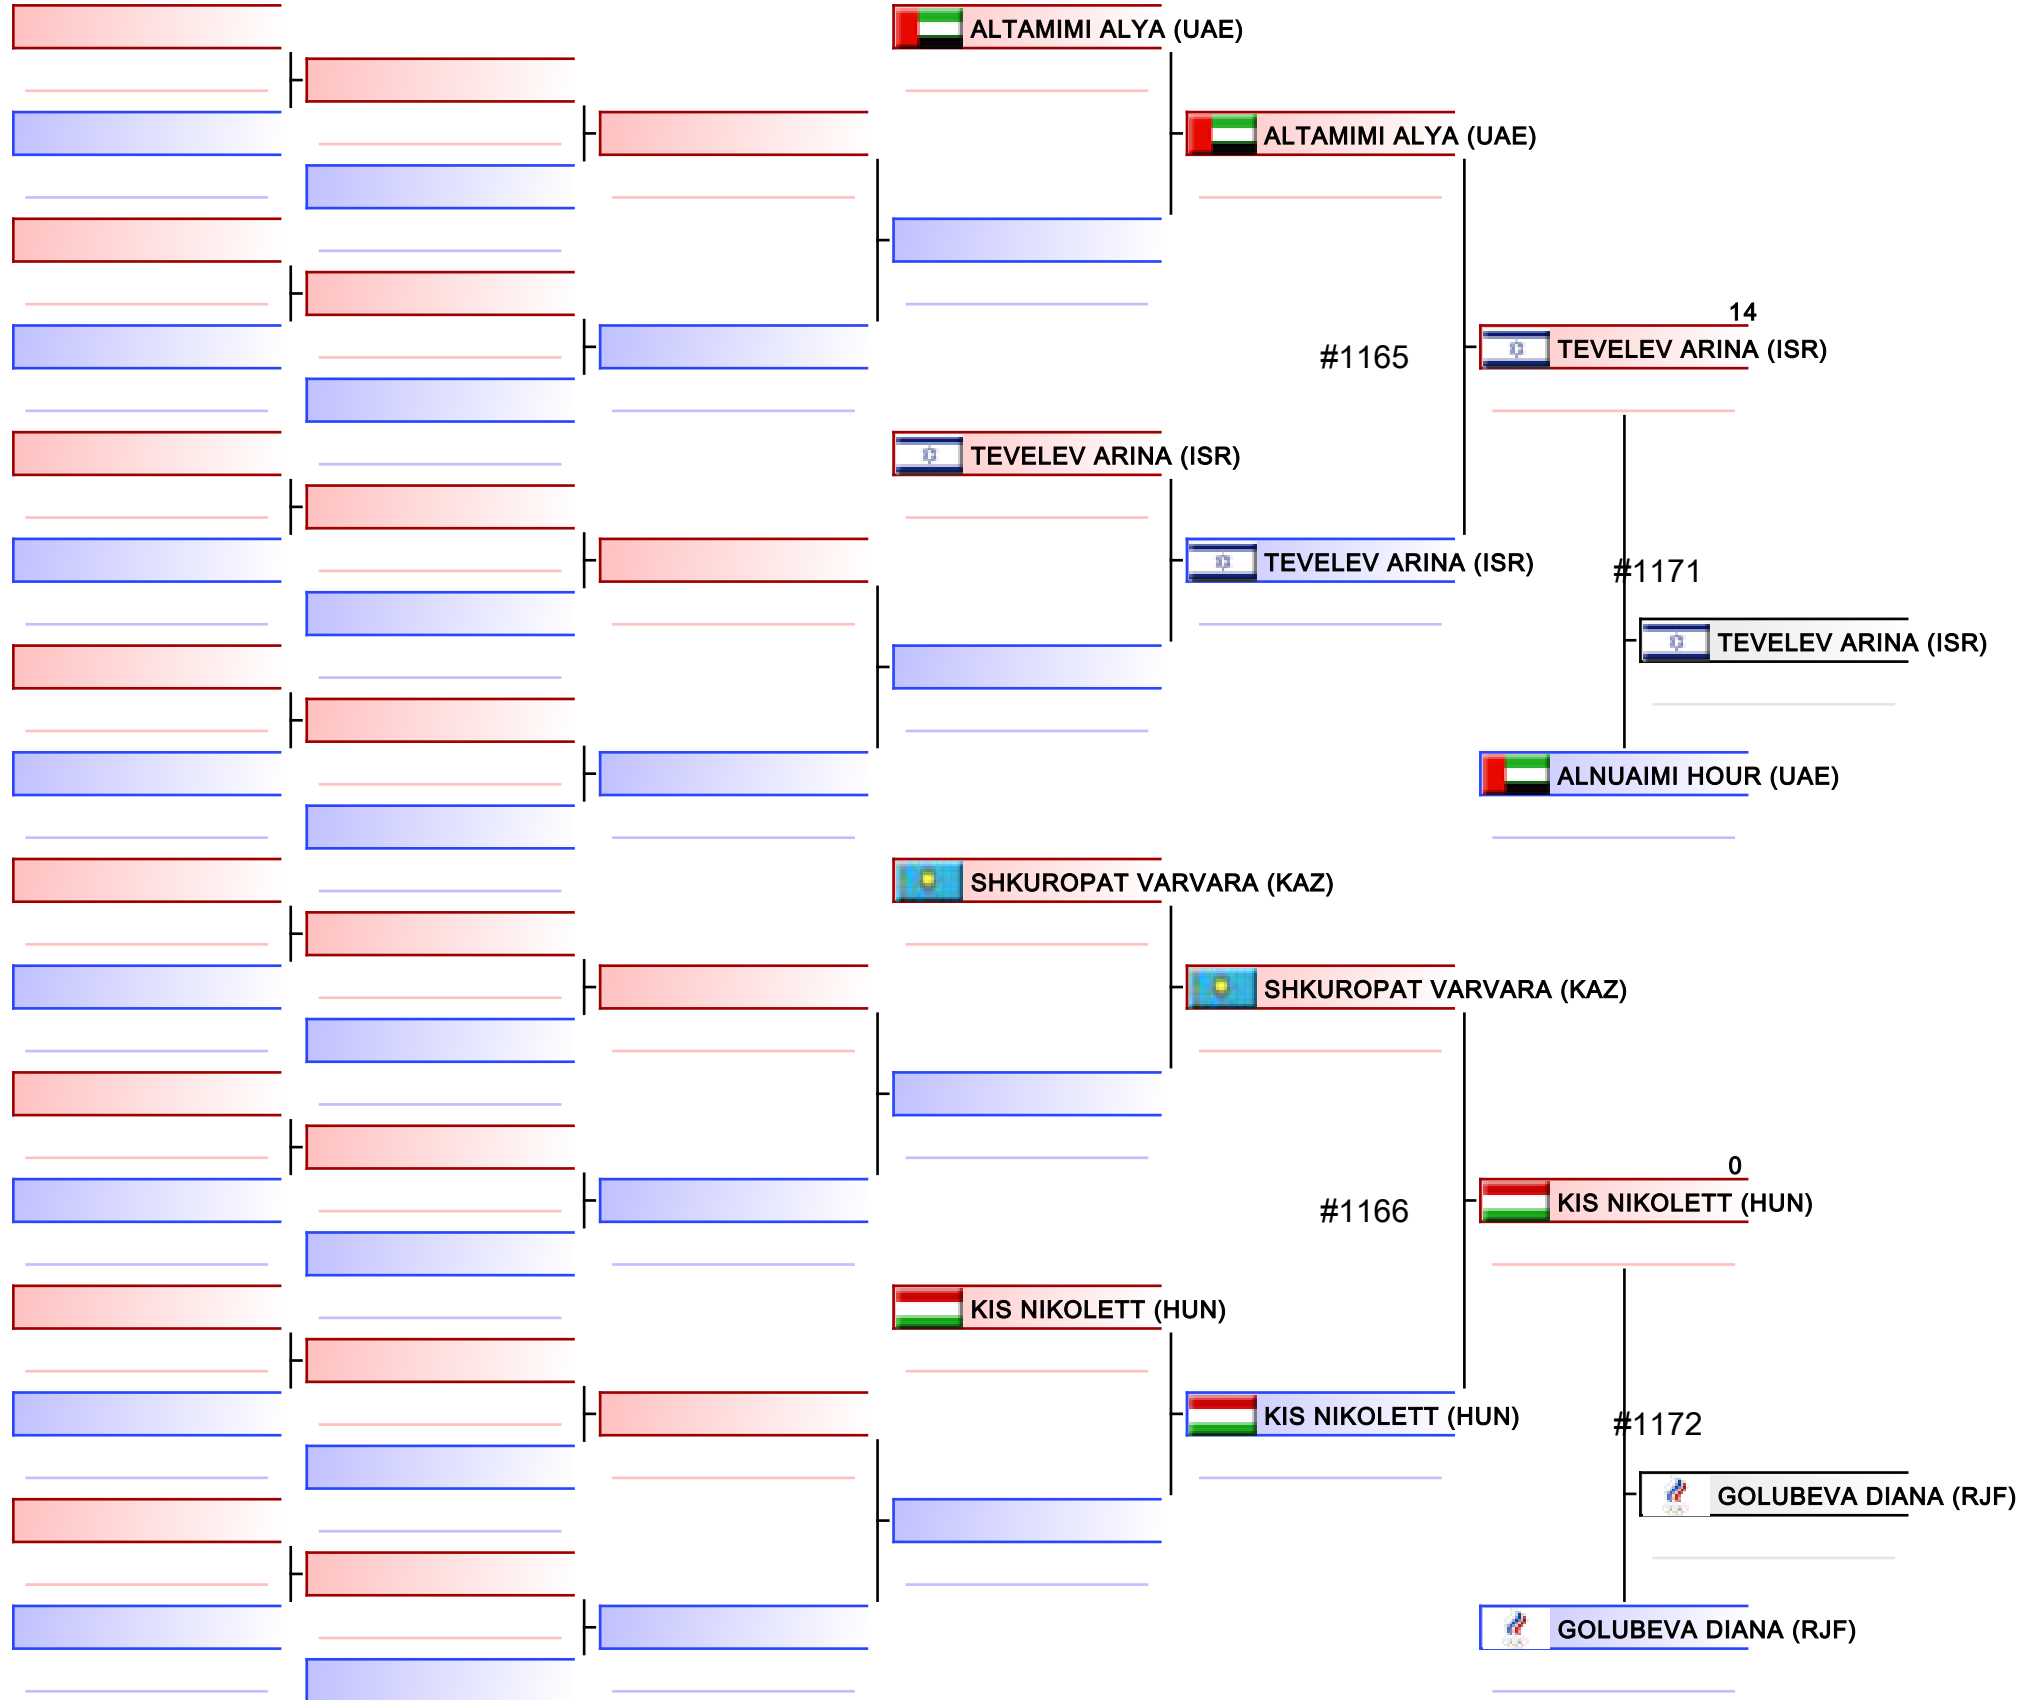 ALTAMIMI ALYA (UAE)
ALTAMIMI ALYA (UAE)
14
#1165
TEVELEV ARINA (ISR)
TEVELEV ARINA (ISR)
TEVELEV ARINA (ISR)
#1171
TEVELEV ARINA (ISR)
ALNUAIMI HOUR (UAE)
SHKUROPAT VARVARA (KAZ)
SHKUROPAT VARVARA (KAZ)
0
#1166
KIS NIKOLETT (HUN)
KIS NIKOLETT (HUN)
KIS NIKOLETT (HUN)
#1172
GOLUBEVA DIANA (RJF)
GOLUBEVA DIANA (RJF)